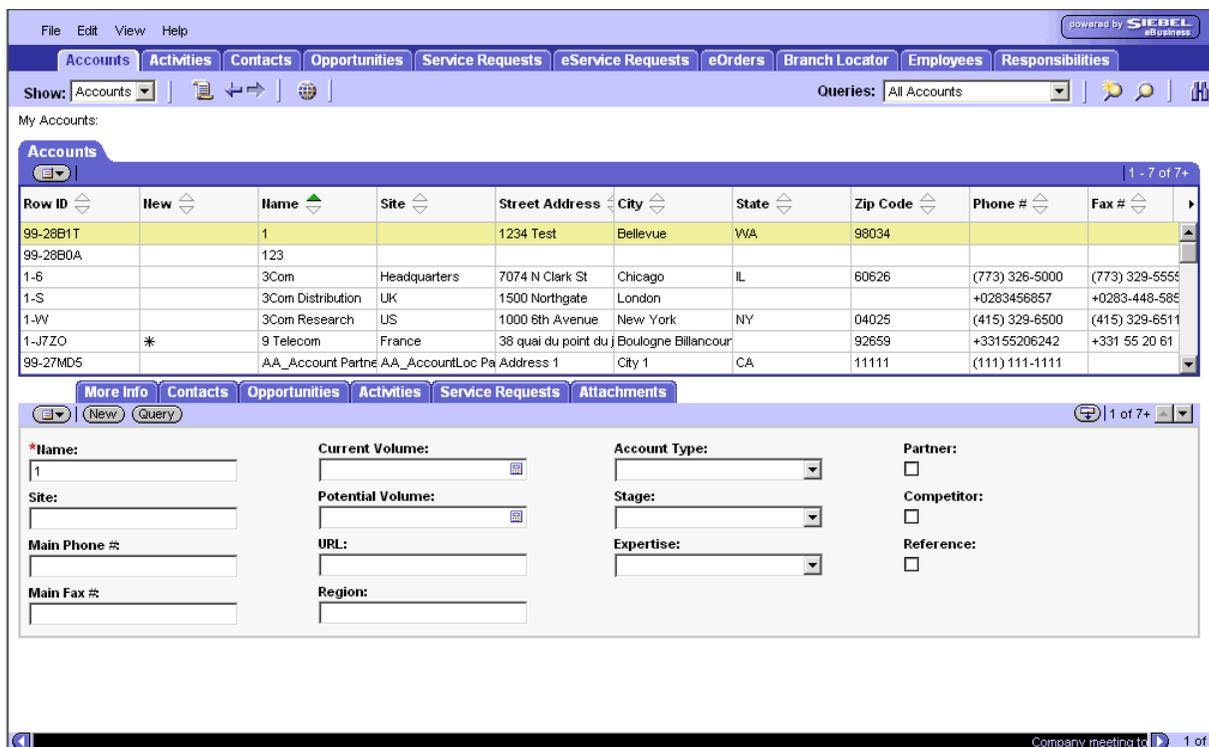 File Edit View Help
powered by SIEBEL eBusiness
Accounts Activities Contacts Opportunities Service Requests eService Requests eOrders Branch Locator Employees Responsibilities
Show: Accounts Queries: All Accounts
My Accounts:
Accounts
1 - 7 of 7+
Row ID New Name Site Street Address City State Zip Code Phone # Fax #
99-28B1T 1 1234 Test Bellevue WA 98034
99-28B0A 123
1-6 3Com Headquarters 7074 N Clark St Chicago IL 60626 (773) 326-5000 (773) 329-5555
1-S 3Com Distribution UK 1500 Northgate London +0283456857 +0283-448-585
1-W 3Com Research US 1000 6th Avenue New York NY 04025 (415) 329-6500 (415) 329-6511
1-J7ZO * 9 Telecom France 38 quai du point du j Boulogne Billancour 92659 +33155206242 +331 55 20 61
99-27MD5 AA_Account Partne AA_AccountLoc Pa Address 1 City 1 CA 11111 (111) 111-1111
More Info Contacts Opportunities Activities Service Requests Attachments
New Query 1 of 7+
*Name: Current Volume: Account Type: Partner:
1
Site: Potential Volume: Stage: Competitor:
Main Phone #: URL: Expertise: Reference:
Main Fax #: Region:
Company meeting to 1 of